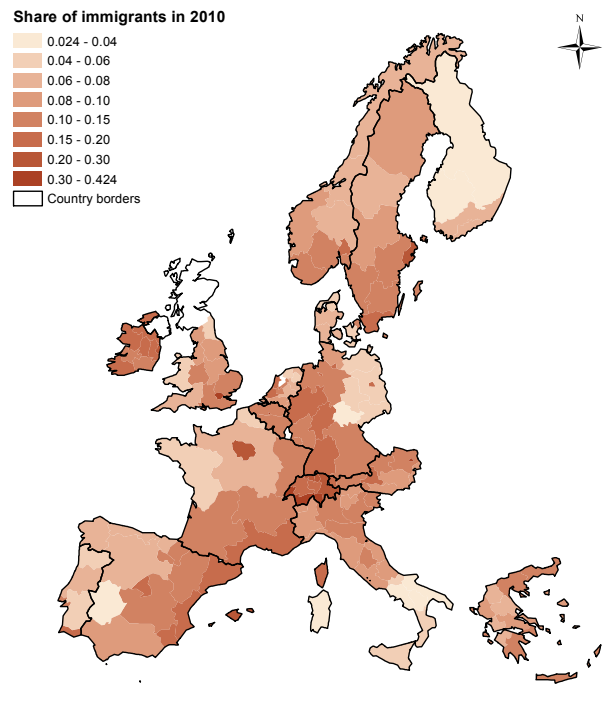 Share of immigrants in 2010
N
0.024 - 0.04
0.04 - 0.06
0.06 - 0.08
0.08 - 0.10
0.10 - 0.15
0.15 - 0.20
0.20 - 0.30
0.30 - 0.424
Country borders